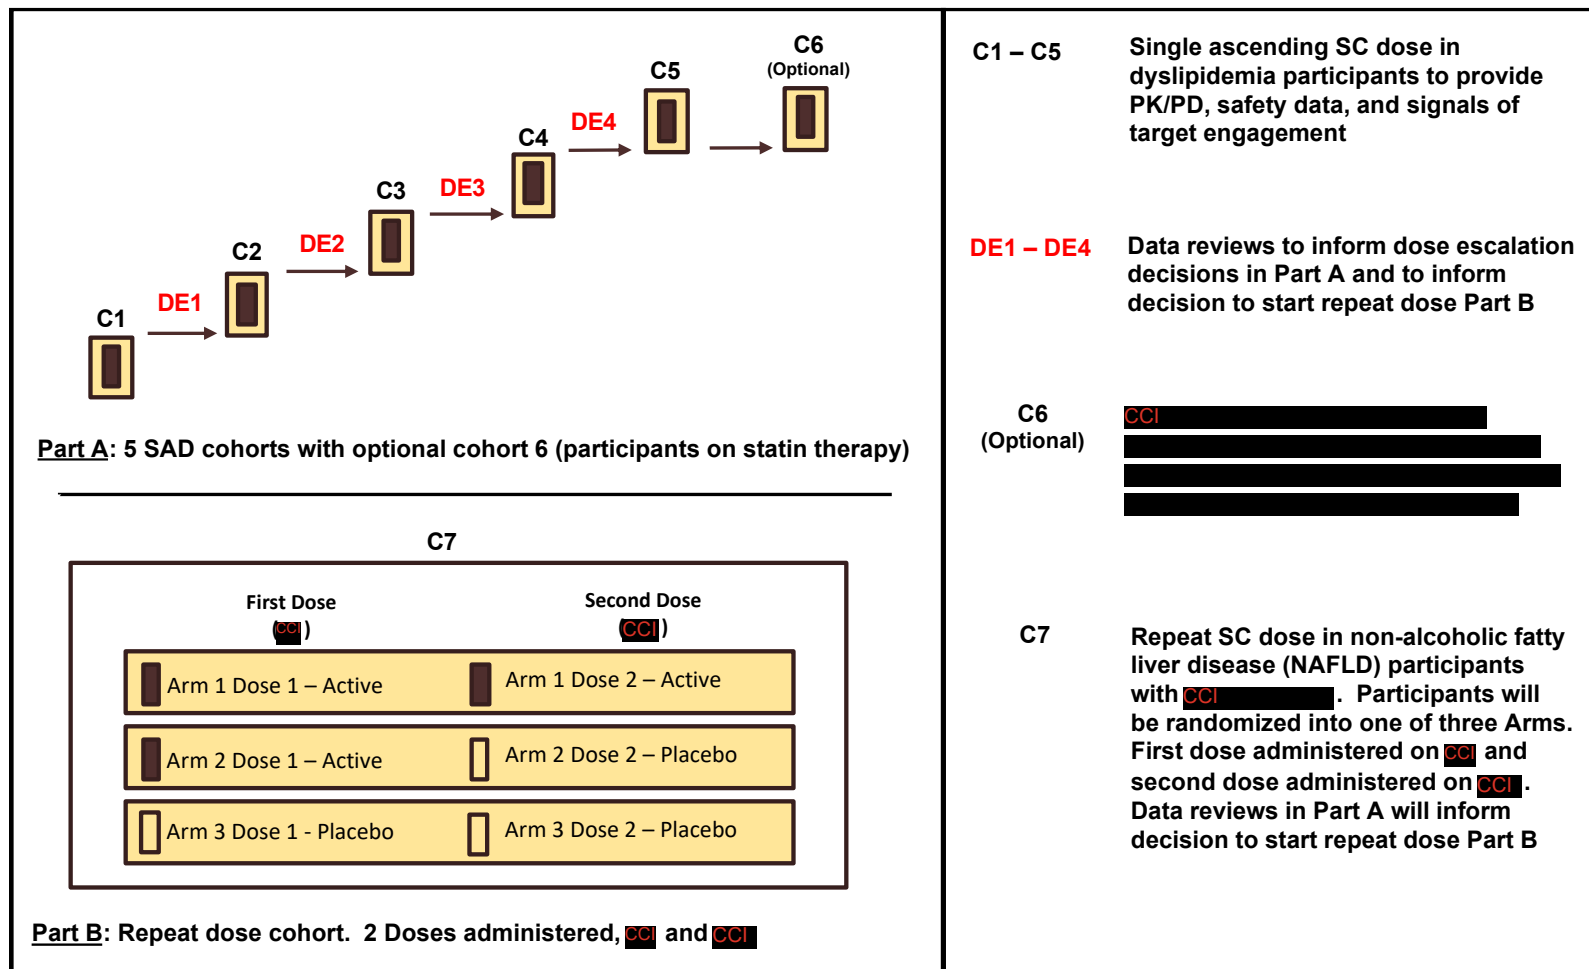 C6
(Optional)
C5
DE4
C4
DE3
C3
DE2
C2
DE1
C1
Part A: 5 SAD cohorts with optional cohort 6 (participants on statin therapy)
C7
First Dose
(CCI)
Second Dose
(CCI)
Arm 1 Dose 1 – Active
Arm 1 Dose 2 – Active
Arm 2 Dose 1 – Active
Arm 2 Dose 2 – Placebo
Arm 3 Dose 1 - Placebo
Arm 3 Dose 2 – Placebo
Part B: Repeat dose cohort. 2 Doses administered, CCI and CCI
C1 – C5
Single ascending SC dose in
dyslipidemia participants to provide
PK/PD, safety data, and signals of
target engagement
DE1 – DE4
Data reviews to inform dose escalation
decisions in Part A and to inform
decision to start repeat dose Part B
C6
(Optional)
CCI
C7
Repeat SC dose in non-alcoholic fatty
liver disease (NAFLD) participants
with CCI. Participants will
be randomized into one of three Arms.
First dose administered on CCI and
second dose administered on CCI.
Data reviews in Part A will inform
decision to start repeat dose Part B